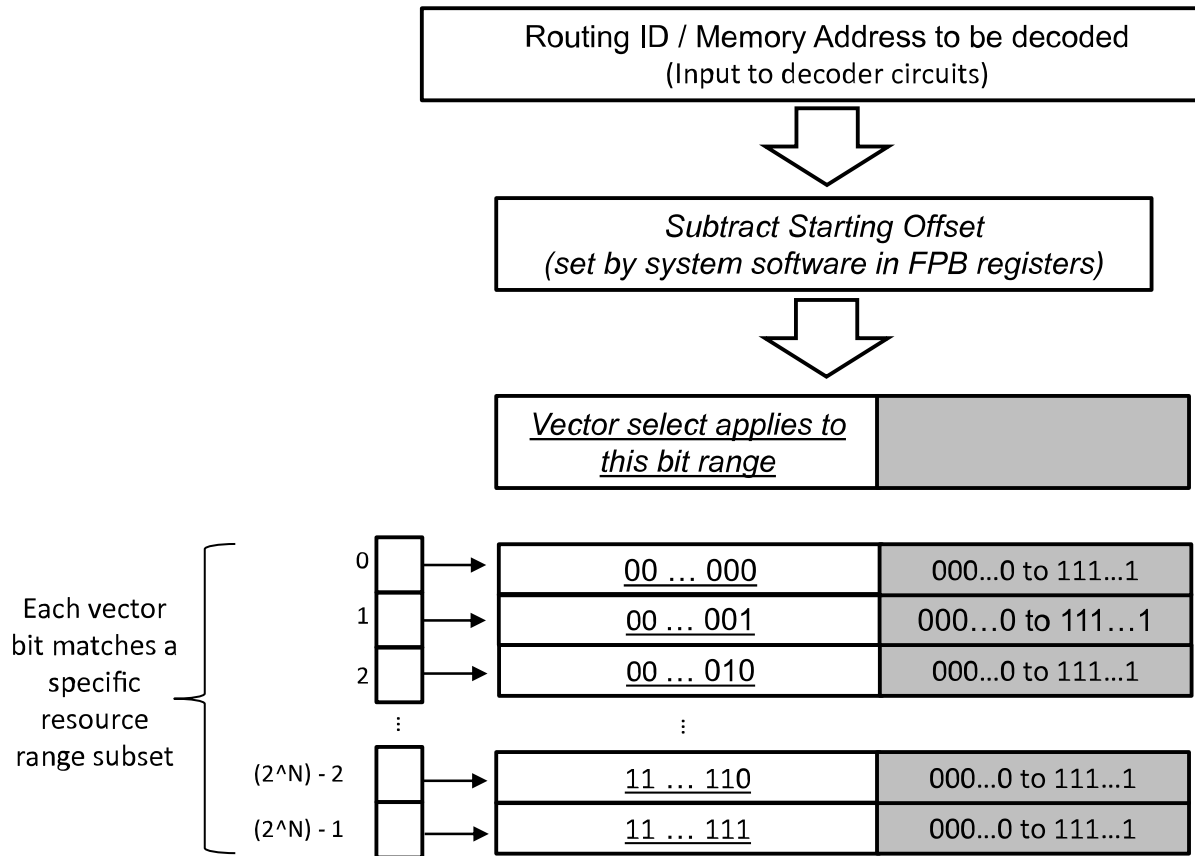 Routing ID / Memory Address to be decoded
(Input to decoder circuits)
Subtract Starting Offset
(set by system software in FPB registers)
Vector select applies to
this bit range
Each vector
bit matches a
specific
resource
range subset
0
00 … 000
000...0 to 111...1
1
00 … 001
000…0 to 111…1
2
00 … 010
000...0 to 111...1
...
...
(2^N) - 2
11 … 110
000...0 to 111...1
(2^N) - 1
11 … 111
000...0 to 111...1